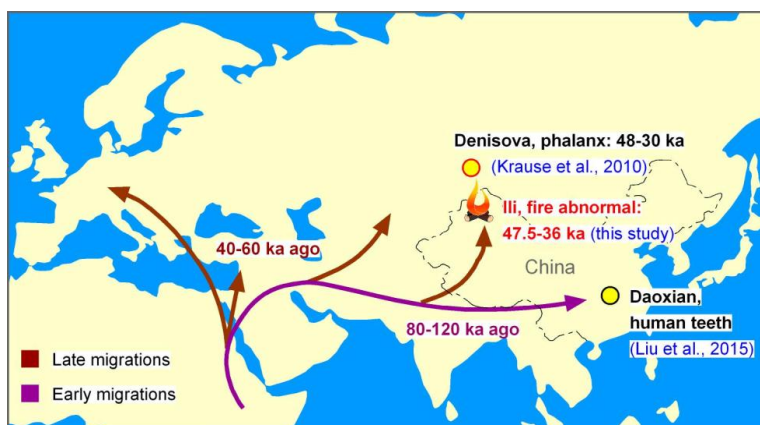 Denisova, phalanx: 48-30 ka
(Krause et al., 2010)
Ili, fire abnormal:
47.5-36 ka (this study)
40-60 ka ago
China
Daoxian,
human teeth
(Liu et al., 2015)
80-120 ka ago
Late migrations
Early migrations